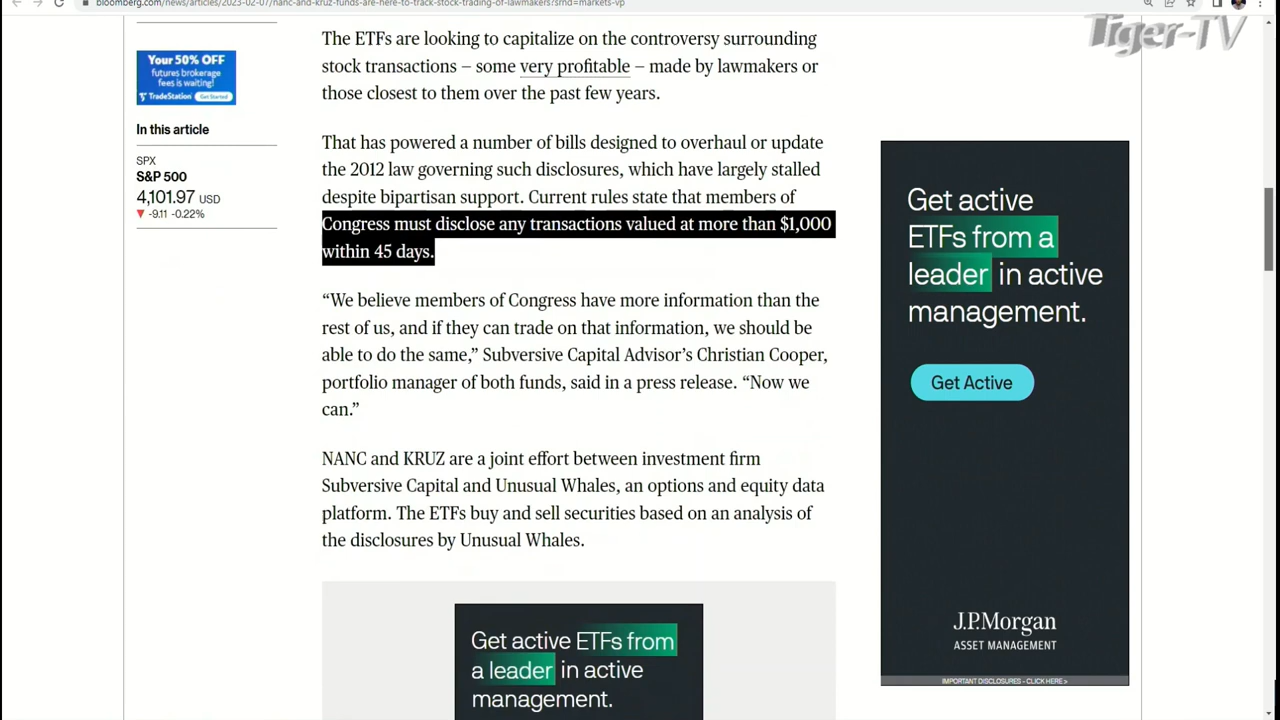 bloomberg.com/news/articles/2023-02-07/nanc-and-kruz-funds-are-here-to-track-stock-trading-of-lawmakers?srnd=markets-vp
Tiger-TV
The ETFs are looking to capitalize on the controversy surrounding
stock transactions – some very profitable – made by lawmakers or
those closest to them over the past few years.
Your 50% OFF
futures brokerage
fees is waiting!
TradeStation
Get Started
In this article
SPX
S&P 500
4,101.97 USD
-9.11 -0.22%
That has powered a number of bills designed to overhaul or update
the 2012 law governing such disclosures, which have largely stalled
despite bipartisan support. Current rules state that members of
Congress must disclose any transactions valued at more than $1,000
within 45 days.
“We believe members of Congress have more information than the
rest of us, and if they can trade on that information, we should be
able to do the same,” Subversive Capital Advisor’s Christian Cooper,
portfolio manager of both funds, said in a press release. “Now we
can.”
NANC and KRUZ are a joint effort between investment firm
Subversive Capital and Unusual Whales, an options and equity data
platform. The ETFs buy and sell securities based on an analysis of
the disclosures by Unusual Whales.
Get active ETFs from
a leader in active
management.
Get active
ETFs from a
leader in active
management.
Get Active
J.P.Morgan
ASSET MANAGEMENT
IMPORTANT DISCLOSURES - CLICK HERE >